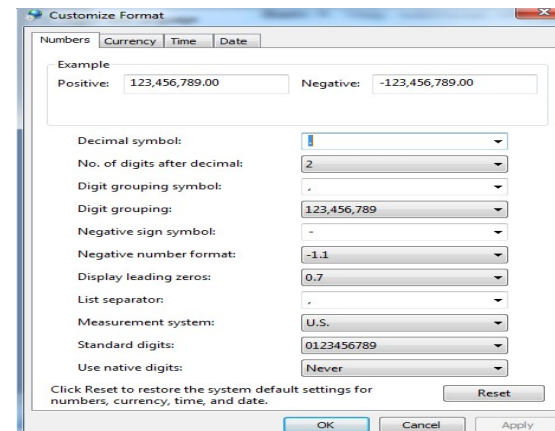 Customize Format
Numbers Currency Time Date
Example
Positive: 123,456,789.00 Negative: -123,456,789.00
Decimal symbol: .
No. of digits after decimal: 2
Digit grouping symbol: ,
Digit grouping: 123,456,789
Negative sign symbol: -
Negative number format: -1.1
Display leading zeros: 0.7
List separator: ,
Measurement system: U.S.
Standard digits: 0123456789
Use native digits: Never
Click Reset to restore the system default settings for
numbers, currency, time, and date. Reset
OK Cancel Apply